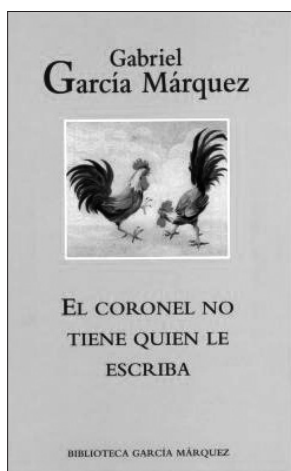 Gabriel
García Márquez
EL CORONEL NO
TIENE QUIEN LE
ESCRIBA
BIBLIOTECA GARCÍA MÁRQUEZ